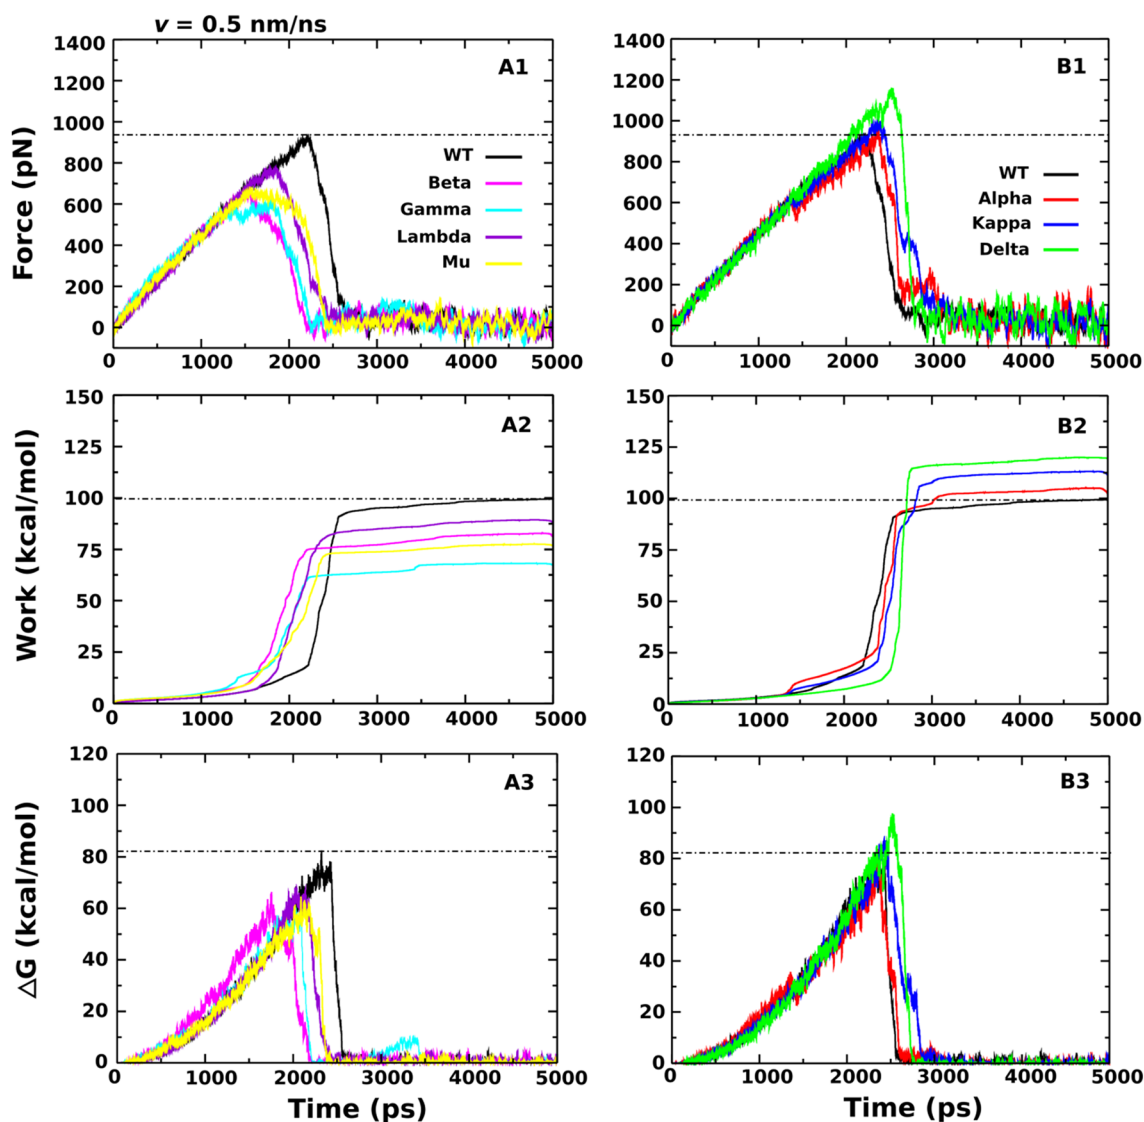 v = 0.5 nm/ns
A1
B1
Force (pN)
1400
1200
1000
800
600
400
200
0
WT
Beta
Gamma
Lambda
Mu
0 1000 2000 3000 4000 5000
1400
1200
1000
800
600
400
200
0
WT
Alpha
Kappa
Delta
0 1000 2000 3000 4000 5000
A2
B2
Work (kcal/mol)
150
125
100
75
50
25
0
0 1000 2000 3000 4000 5000
150
125
100
75
50
25
0
0 1000 2000 3000 4000 5000
A3
B3
ΔG (kcal/mol)
120
100
80
60
40
20
0
0 1000 2000 3000 4000 5000
Time (ps)
120
100
80
60
40
20
0
0 1000 2000 3000 4000 5000
Time (ps)